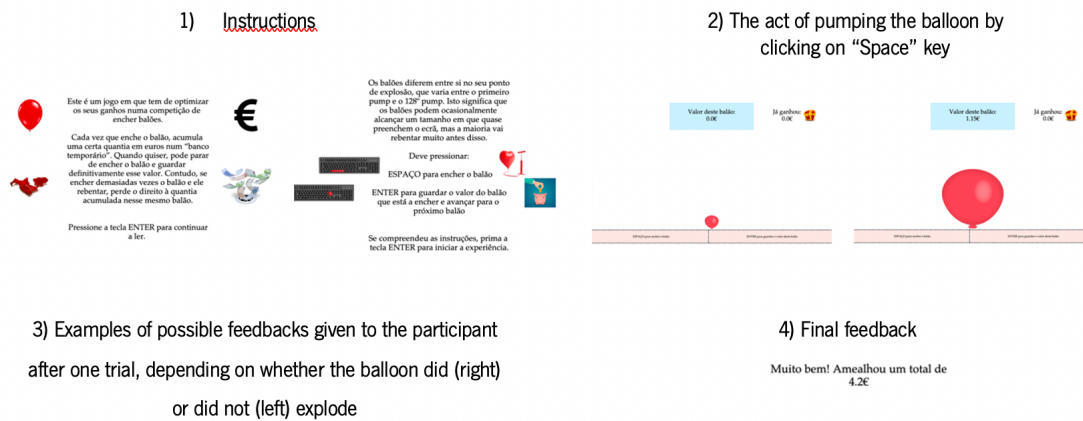 1) Instructions
Este é um jogo em que tem de optimizar
os seus ganhos numa competição de
encher balões.
Cada vez que enche o balão, acumula
uma certa quantia em euros num “banco
temporário”. Quando quiser, pode parar
de encher o balão e guardar
definitivamente esse valor. Contudo, se
encher demasiadas vezes o balão e ele
rebentar, perde o direito à quantia
acumulada nesse mesmo balão.
Pressione a tecla ENTER para continuar
a ler.
€
Os balões diferem entre si no seu ponto
de explosão, que varia entre o primeiro
pump e o 128º pump. Isto significa que
os balões podem ocasionalmente
alcançar um tamanho em que quase
preenchem o ecrã, mas a maioria vai
rebentar muito antes disso.
Deve pressionar:
ESPAÇO para encher o balão
ENTER para guardar o valor do balão
que está a encher e avançar para o
próximo balão
Se compreendeu as instruções, prima a
tecla ENTER para iniciar a experiência.
2) The act of pumping the balloon by
clicking on “Space” key
Valor deste balão:
0.0€
Já ganhou:
0.0€
Valor deste balão:
1.15€
Já ganhou:
0.0€
3) Examples of possible feedbacks given to the participant
after one trial, depending on whether the balloon did (right)
or did not (left) explode
4) Final feedback
Muito bem! Amealhou um total de
4.2€